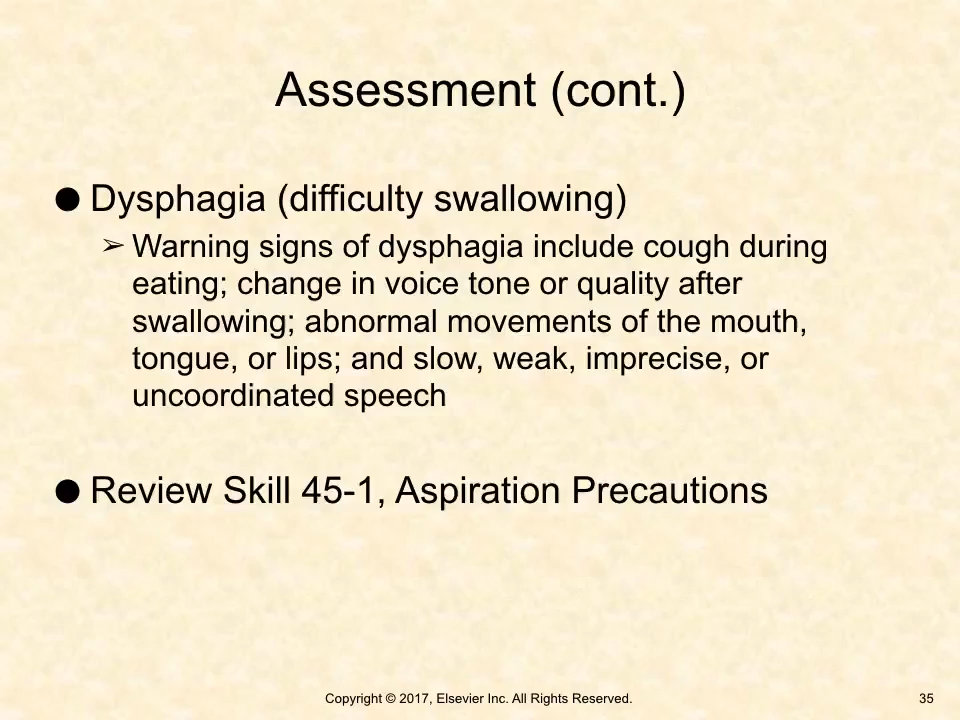 Assessment (cont.)
● Dysphagia (difficulty swallowing)
➢ Warning signs of dysphagia include cough during
eating; change in voice tone or quality after
swallowing; abnormal movements of the mouth,
tongue, or lips; and slow, weak, imprecise, or
uncoordinated speech
● Review Skill 45-1, Aspiration Precautions
Copyright © 2017, Elsevier Inc. All Rights Reserved.
35